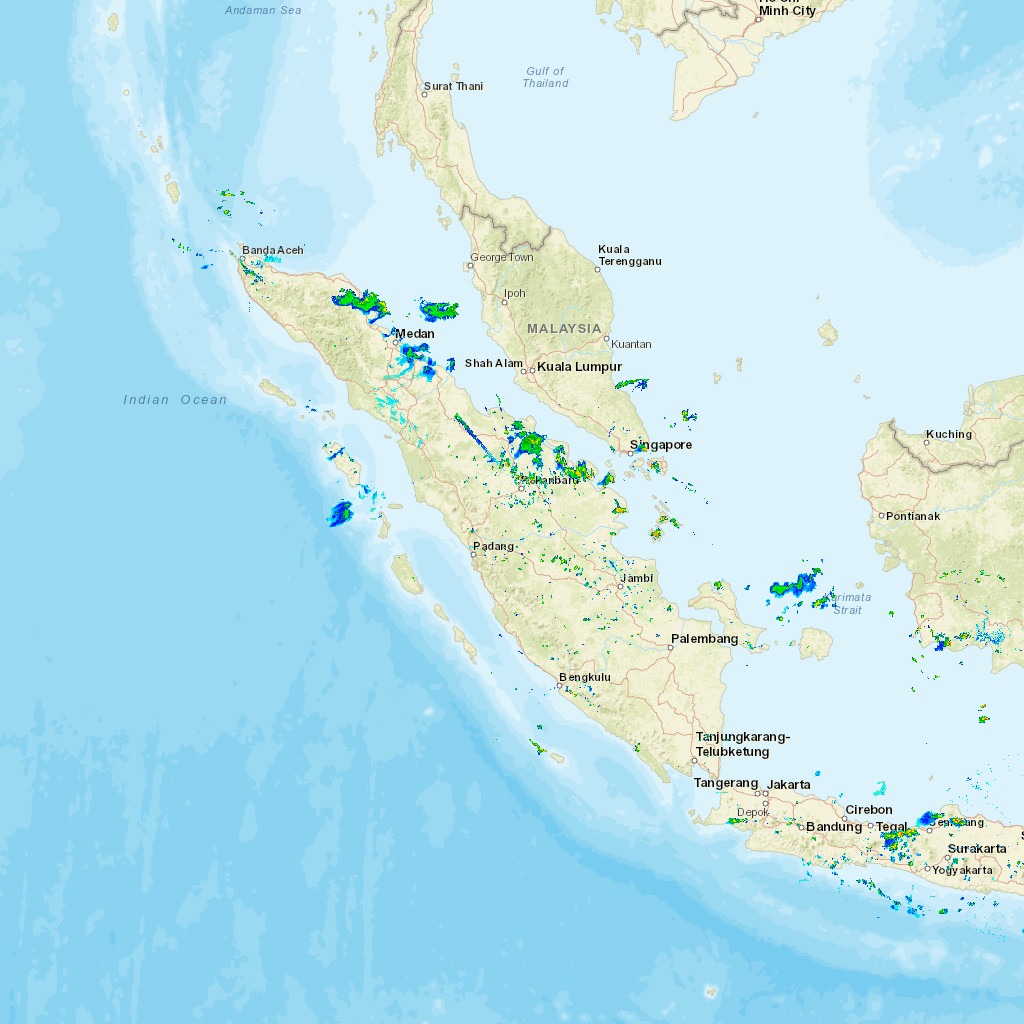 Andaman Sea
Minh City
Gulf of
Thailand
Surat Thani
Banda Aceh
George Town
Kuala
Terengganu
Ipoh
MALAYSIA
Medan
Kuantan
Shah Alam
Kuala Lumpur
Indian Ocean
Singapore
Kuching
Pontianak
Padang
Jambi
Strait
Palembang
Bengkulu
Tanjungkarang-
Telubketung
Tangerang
Jakarta
Depok
Cirebon
Bandung
Tegal
Surakarta
Yogyakarta